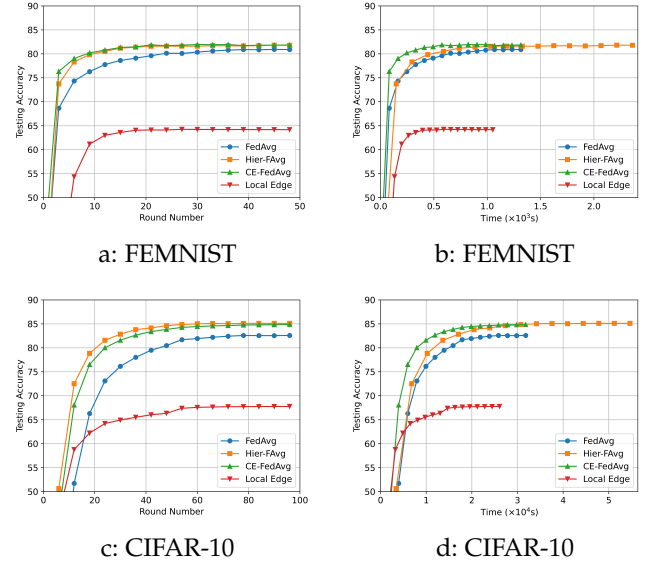 90
85
80
75
70
65
60
55
50
Testing Accuracy
FedAvg
Hier-FAvg
CE-FedAvg
Local Edge
0 10 20 30 40 50
Round Number
a: FEMNIST
90
85
80
75
70
65
60
55
50
Testing Accuracy
FedAvg
Hier-FAvg
CE-FedAvg
Local Edge
0.0 0.5 1.0 1.5 2.0
Time (×10³s)
b: FEMNIST
90
85
80
75
70
65
60
55
50
Testing Accuracy
FedAvg
Hier-FAvg
CE-FedAvg
Local Edge
0 20 40 60 80 100
Round Number
c: CIFAR-10
90
85
80
75
70
65
60
55
50
Testing Accuracy
FedAvg
Hier-FAvg
CE-FedAvg
Local Edge
0 1 2 3 4 5
Time (×10⁴s)
d: CIFAR-10